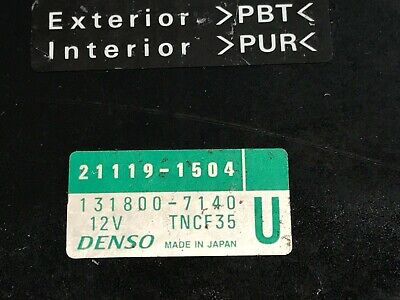 Exterior >PBT<
Interior >PUR<
21119-1504
131800-7140
12V TNCF35
U
DENSO MADE IN JAPAN